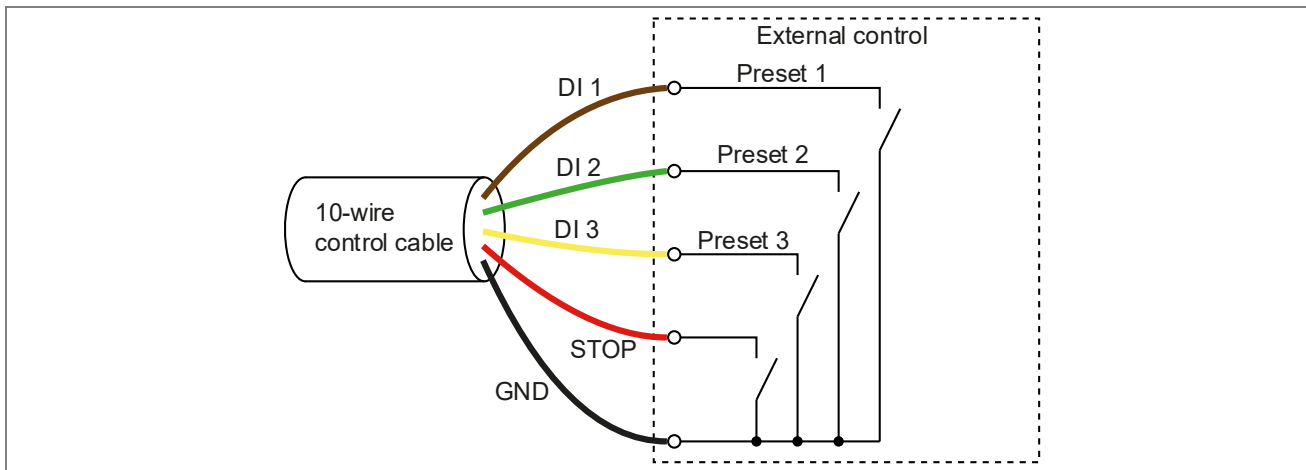 External control
DI 1
Preset 1
DI 2
Preset 2
10-wire
control cable
DI 3
Preset 3
STOP
GND